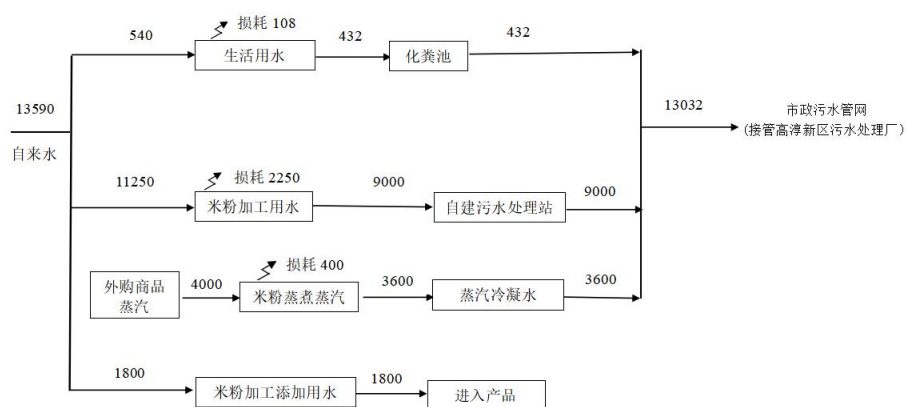 损耗 108
540
生活用水
432
化粪池
432
13590
自来水
13032
市政污水管网
(接管高淳新区污水处理厂)
11250
损耗 2250
米粉加工用水
9000
自建污水处理站
9000
外购商品
蒸汽
4000
损耗 400
米粉蒸煮蒸汽
3600
蒸汽冷凝水
3600
1800
米粉加工添加用水
1800
进入产品